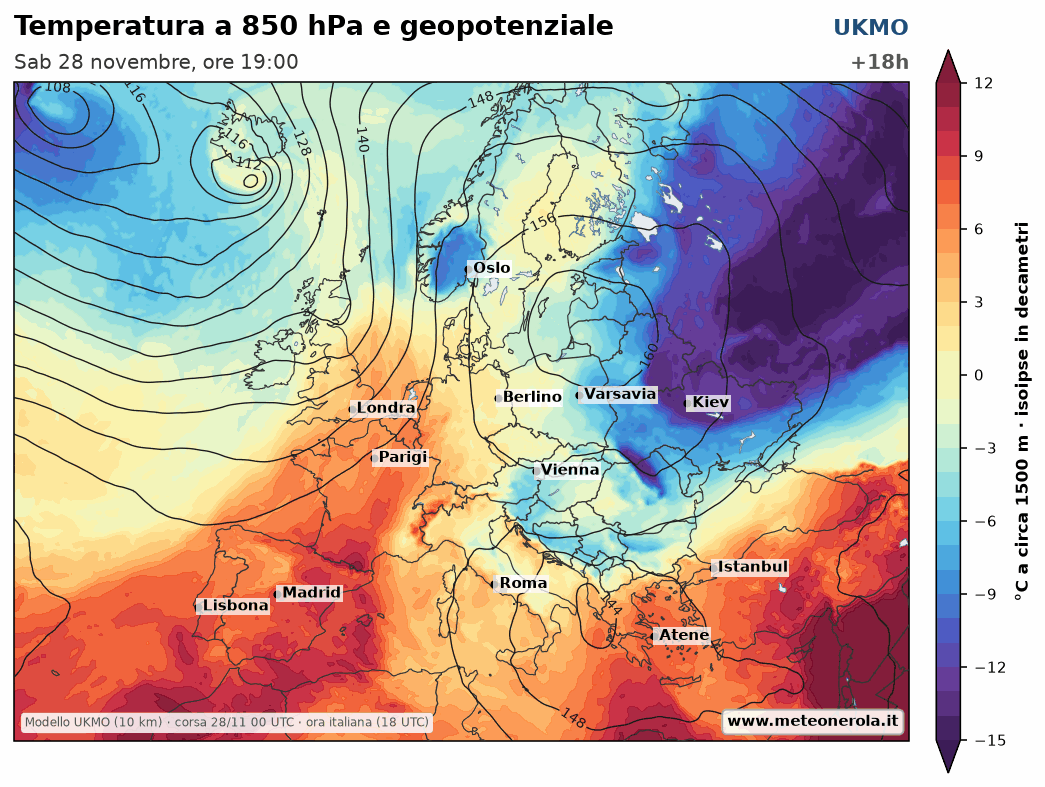 Temperatura a 850 hPa e geopotenziale
UKMO
Sab 28 novembre, ore 19:00
+18h
108
116
116
112
128
140
148
156
160
44
148
Oslo
Londra
Berlino
Varsavia
Kiev
Parigi
Vienna
Roma
Madrid
Lisbona
Istanbul
Atene
Modello UKMO (10 km) · corsa 28/11 00 UTC · ora italiana (18 UTC)
www.meteonerola.it
12
9
6
3
0
−3
−6
−9
−12
−15
°C a circa 1500 m · isoipse in decametri